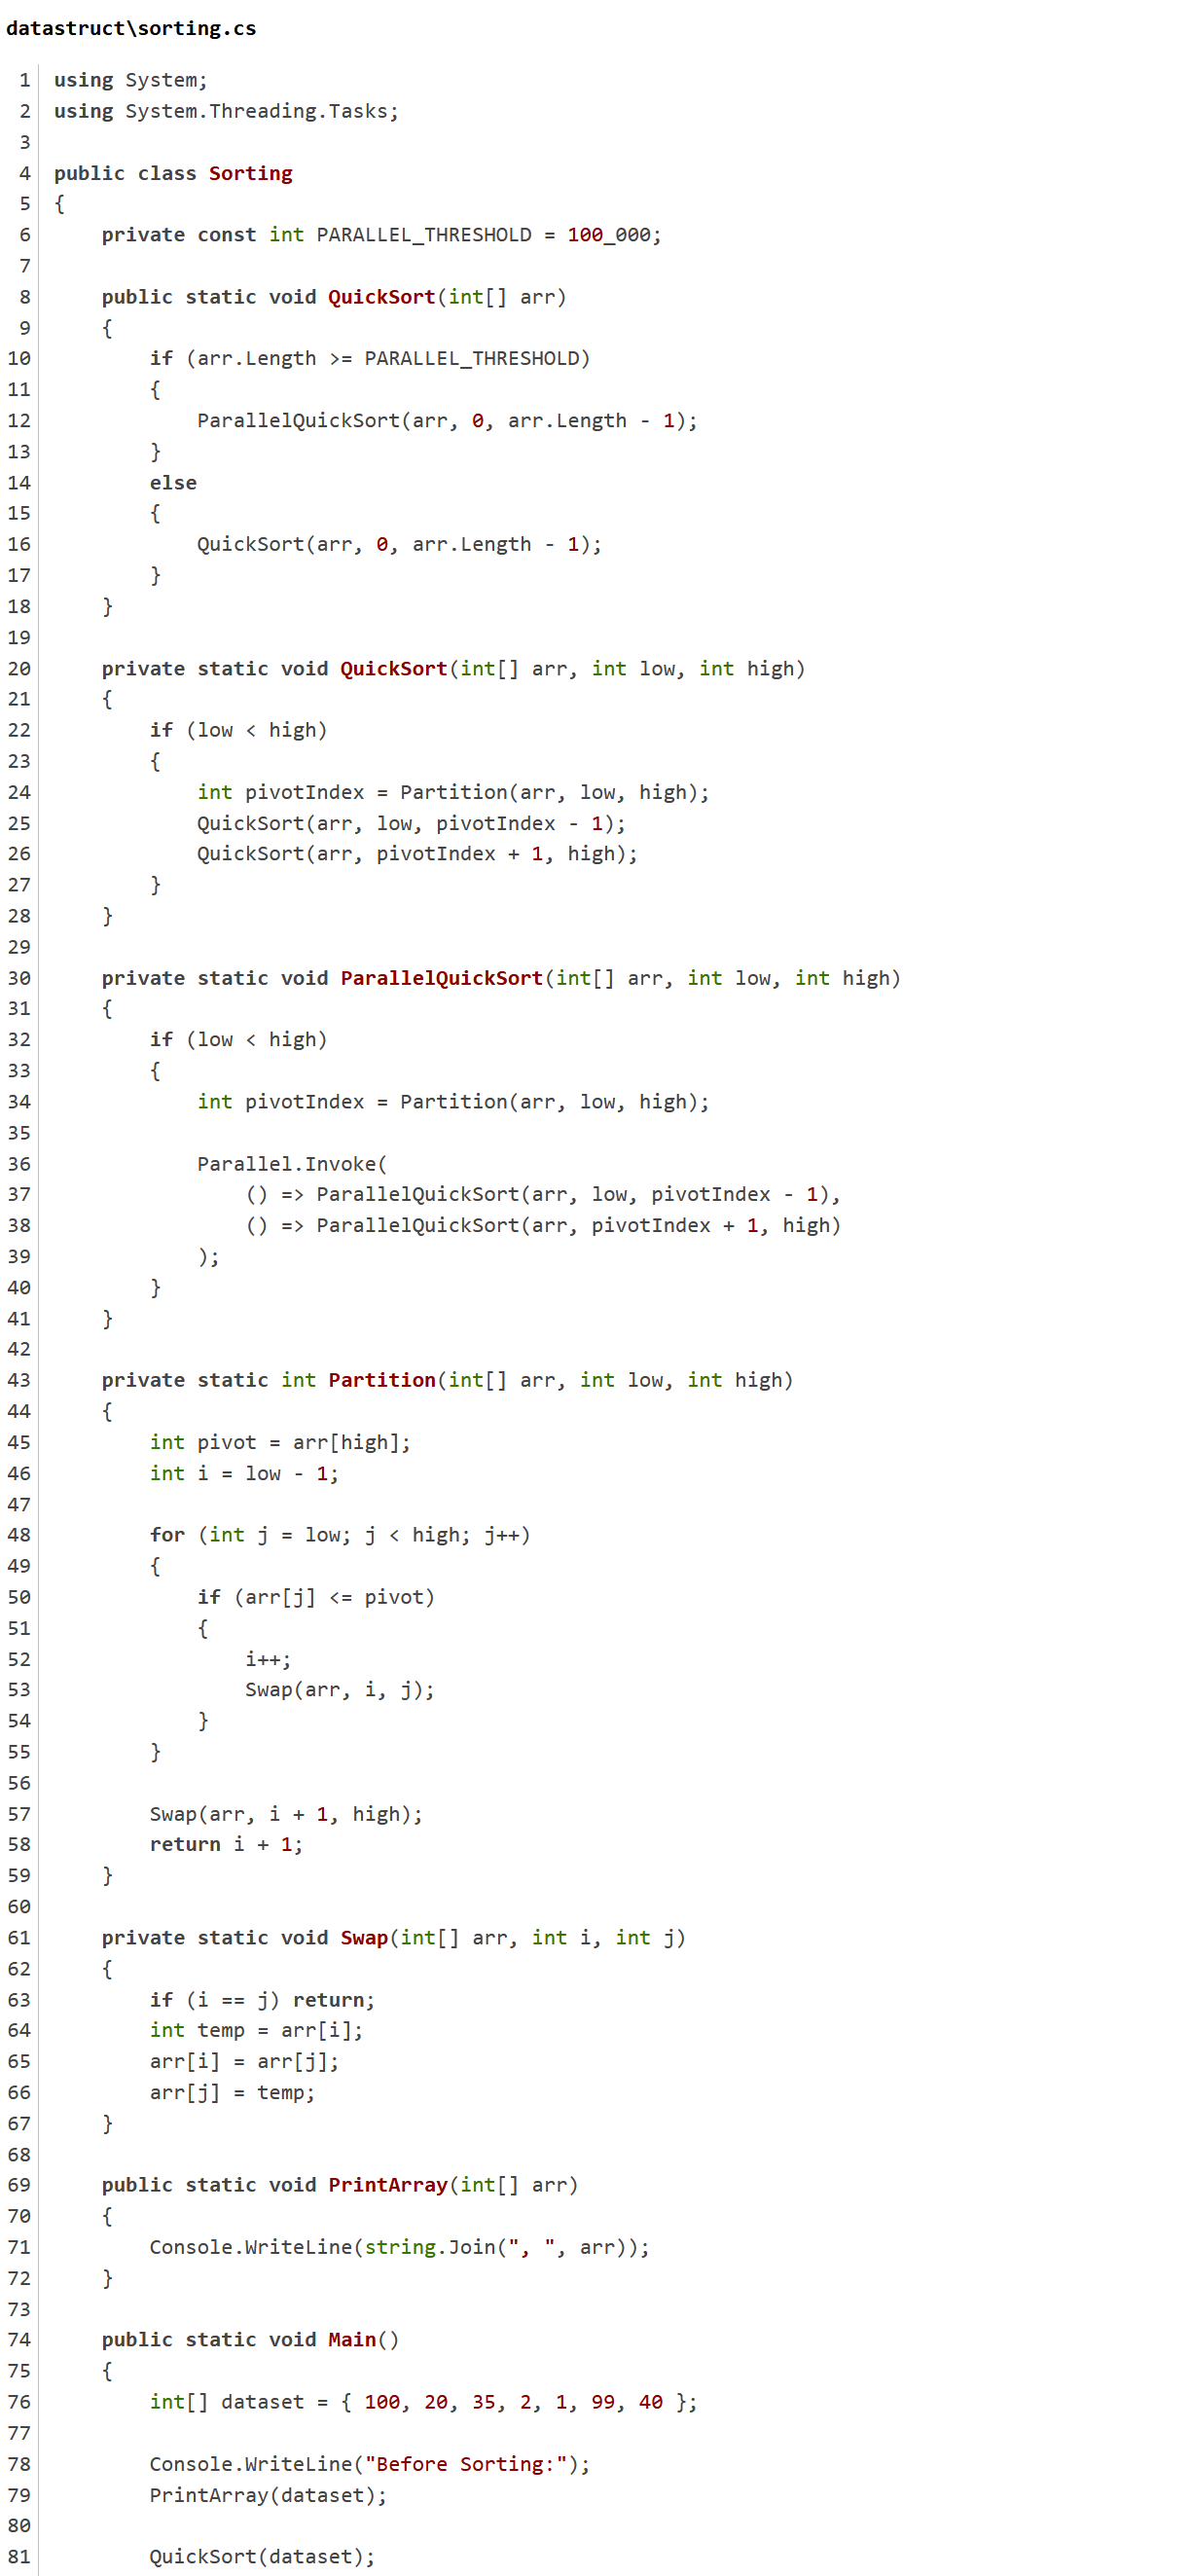 datastruct\sorting.cs
1 using System;
2 using System.Threading.Tasks;
3
4 public class Sorting
5 {
6     private const int PARALLEL_THRESHOLD = 100_000;
7
8     public static void QuickSort(int[] arr)
9     {
10         if (arr.Length >= PARALLEL_THRESHOLD)
11         {
12             ParallelQuickSort(arr, 0, arr.Length - 1);
13         }
14         else
15         {
16             QuickSort(arr, 0, arr.Length - 1);
17         }
18     }
19
20     private static void QuickSort(int[] arr, int low, int high)
21     {
22         if (low < high)
23         {
24             int pivotIndex = Partition(arr, low, high);
25             QuickSort(arr, low, pivotIndex - 1);
26             QuickSort(arr, pivotIndex + 1, high);
27         }
28     }
29
30     private static void ParallelQuickSort(int[] arr, int low, int high)
31     {
32         if (low < high)
33         {
34             int pivotIndex = Partition(arr, low, high);
35
36             Parallel.Invoke(
37                 () => ParallelQuickSort(arr, low, pivotIndex - 1),
38                 () => ParallelQuickSort(arr, pivotIndex + 1, high)
39             );
40         }
41     }
42
43     private static int Partition(int[] arr, int low, int high)
44     {
45         int pivot = arr[high];
46         int i = low - 1;
47
48         for (int j = low; j < high; j++)
49         {
50             if (arr[j] <= pivot)
51             {
52                 i++;
53                 Swap(arr, i, j);
54             }
55         }
56
57         Swap(arr, i + 1, high);
58         return i + 1;
59     }
60
61     private static void Swap(int[] arr, int i, int j)
62     {
63         if (i == j) return;
64         int temp = arr[i];
65         arr[i] = arr[j];
66         arr[j] = temp;
67     }
68
69     public static void PrintArray(int[] arr)
70     {
71         Console.WriteLine(string.Join(", ", arr));
72     }
73
74     public static void Main()
75     {
76         int[] dataset = { 100, 20, 35, 2, 1, 99, 40 };
77
78         Console.WriteLine("Before Sorting:");
79         PrintArray(dataset);
80
81         QuickSort(dataset);